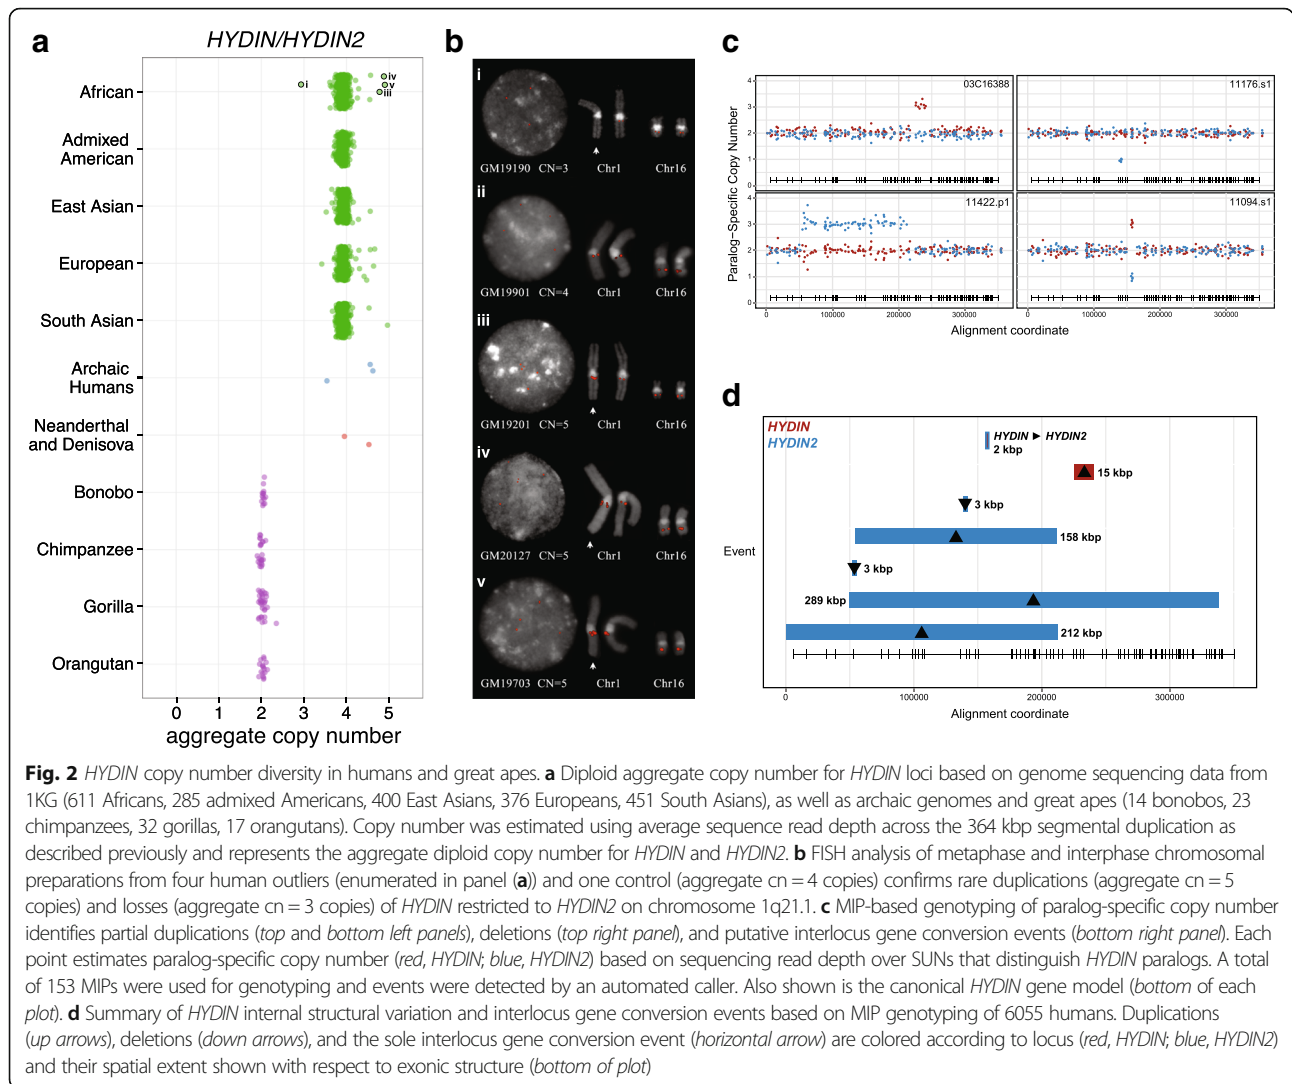 a
HYDIN/HYDIN2
African
Admixed
American
East Asian
European
South Asian
Archaic
Humans
Neanderthal
and Denisova
Bonobo
Chimpanzee
Gorilla
Orangutan
i
iv
v
iii
0 1 2 3 4 5
aggregate copy number
b
i
GM19190 CN=3 Chr1 Chr16
ii
GM19901 CN=4 Chr1 Chr16
iii
GM19201 CN=5 Chr1 Chr16
iv
GM20127 CN=5 Chr1 Chr16
v
GM19703 CN=5 Chr1 Chr16
c
Paralog-Specific Copy Number
4
3
2
1
0
03C16388
11176.s1
4
3
2
1
0
11422.p1
11094.s1
0 100000 200000 300000
0 100000 200000 300000
Alignment coordinate
d
HYDIN
HYDIN2
HYDIN ► HYDIN2
2 kbp
15 kbp
3 kbp
158 kbp
Event
3 kbp
289 kbp
212 kbp
0 100000 200000 300000
Alignment coordinate
Fig. 2 HYDIN copy number diversity in humans and great apes. a Diploid aggregate copy number for HYDIN loci based on genome sequencing data from
1KG (611 Africans, 285 admixed Americans, 400 East Asians, 376 Europeans, 451 South Asians), as well as archaic genomes and great apes (14 bonobos, 23
chimpanzees, 32 gorillas, 17 orangutans). Copy number was estimated using average sequence read depth across the 364 kbp segmental duplication as
described previously and represents the aggregate diploid copy number for HYDIN and HYDIN2. b FISH analysis of metaphase and interphase chromosomal
preparations from four human outliers (enumerated in panel (a)) and one control (aggregate cn = 4 copies) confirms rare duplications (aggregate cn = 5
copies) and losses (aggregate cn = 3 copies) of HYDIN restricted to HYDIN2 on chromosome 1q21.1. c MIP-based genotyping of paralog-specific copy number
identifies partial duplications (top and bottom left panels), deletions (top right panel), and putative interlocus gene conversion events (bottom right panel). Each
point estimates paralog-specific copy number (red, HYDIN; blue, HYDIN2) based on sequencing read depth over SUNs that distinguish HYDIN paralogs. A total
of 153 MIPs were used for genotyping and events were detected by an automated caller. Also shown is the canonical HYDIN gene model (bottom of each
plot). d Summary of HYDIN internal structural variation and interlocus gene conversion events based on MIP genotyping of 6055 humans. Duplications
(up arrows), deletions (down arrows), and the sole interlocus gene conversion event (horizontal arrow) are colored according to locus (red, HYDIN; blue, HYDIN2)
and their spatial extent shown with respect to exonic structure (bottom of plot)